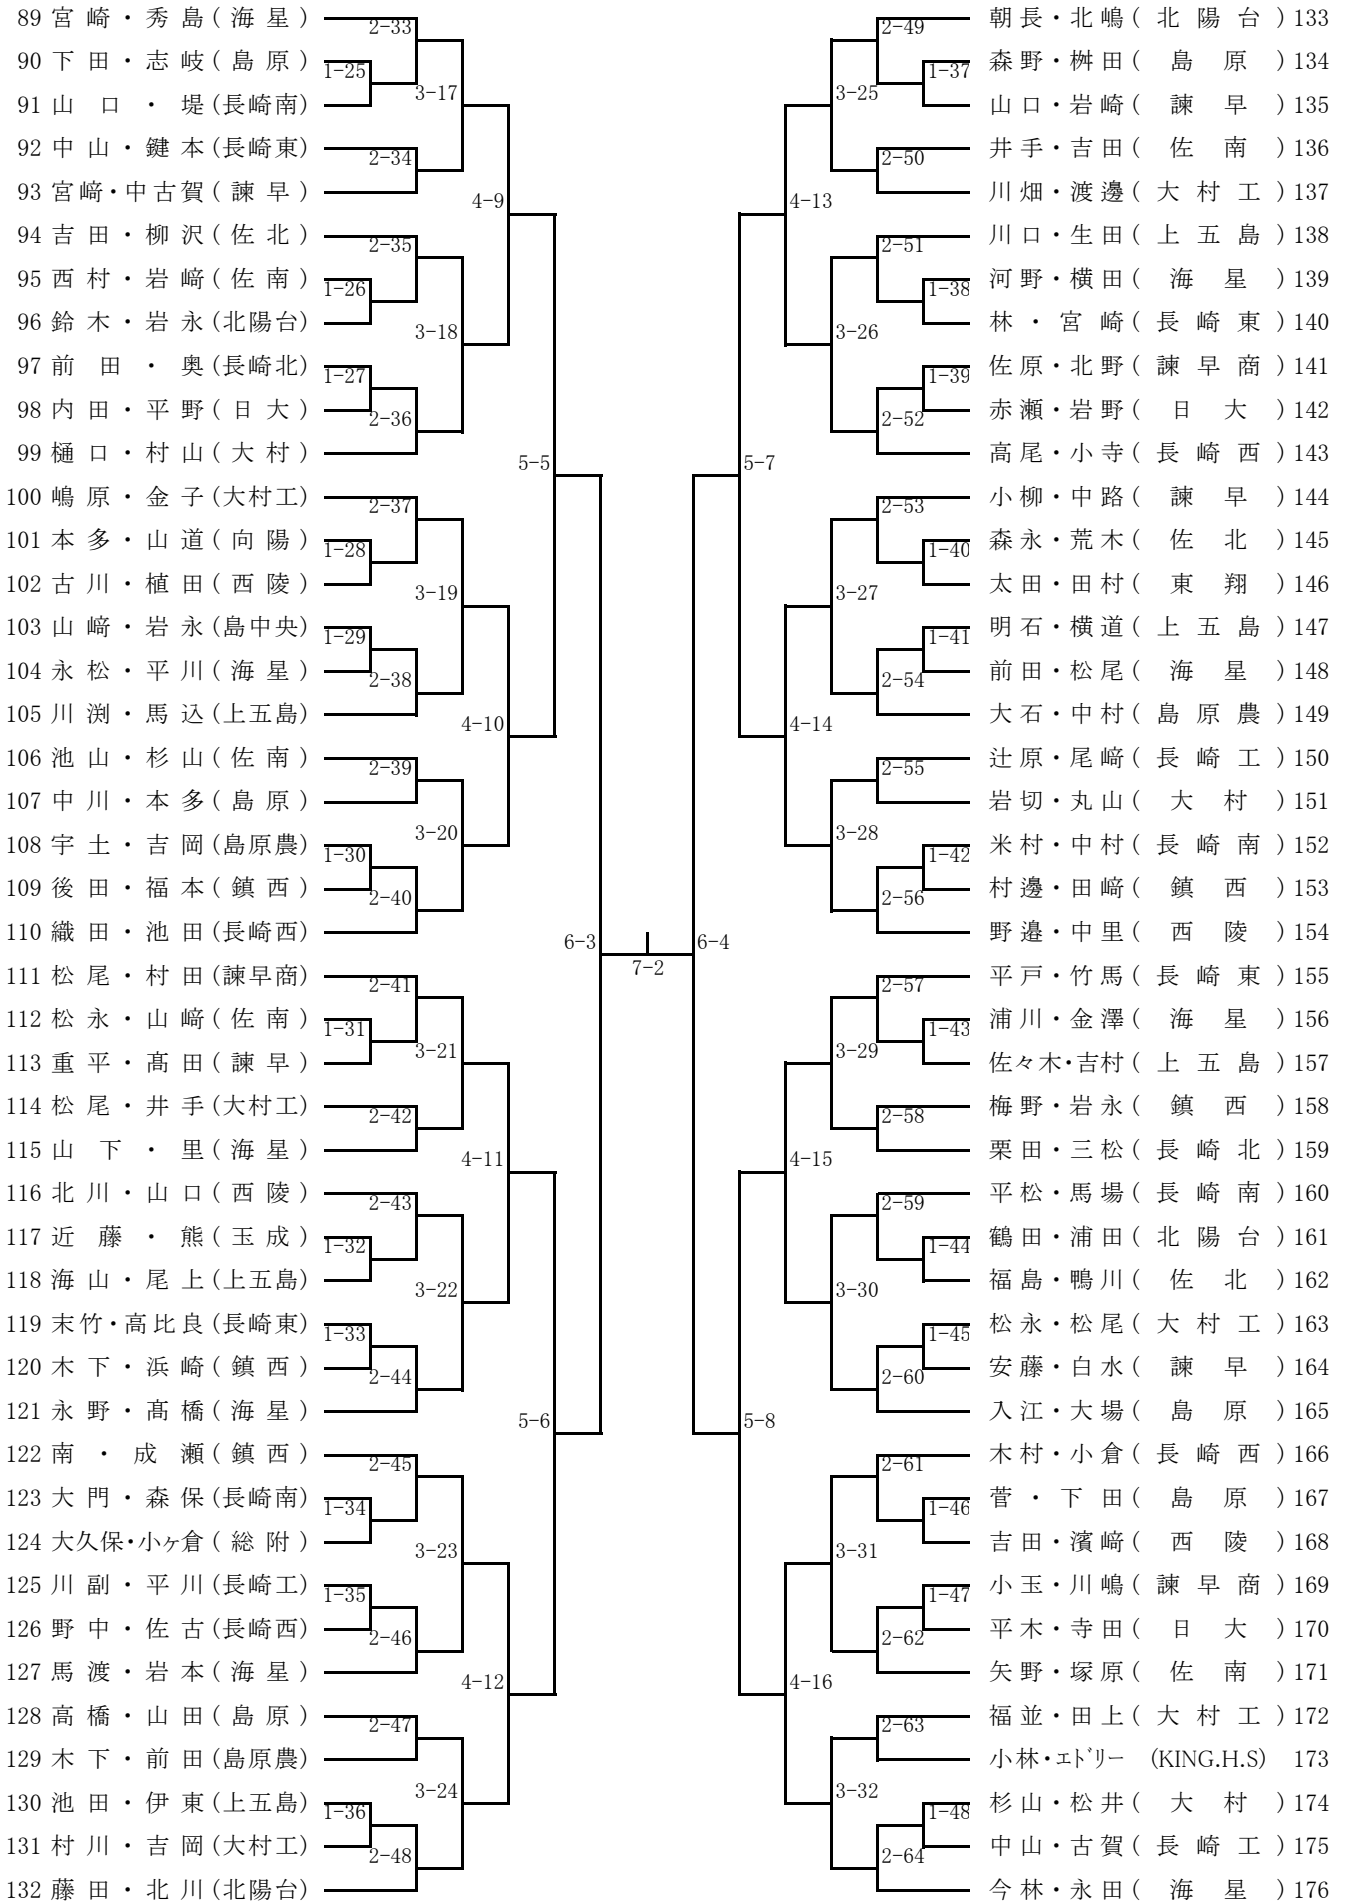 89 宮崎・秀島(海星)
90 下田・志岐(島原)
91 山口・堤(長崎南)
92 中山・鍵本(長崎東)
93 宮﨑・中古賀(諫早)
94 吉田・柳沢(佐北)
95 西村・岩﨑(佐南)
96 鈴木・岩永(北陽台)
97 前田・奥(長崎北)
98 内田・平野(日大)
99 樋口・村山(大村)
100 嶋原・金子(大村工)
101 本多・山道(向陽)
102 古川・植田(西陵)
103 山﨑・岩永(島中央)
104 永松・平川(海星)
105 川渕・馬込(上五島)
106 池山・杉山(佐南)
107 中川・本多(島原)
108 宇土・吉岡(島原農)
109 後田・福本(鎮西)
110 織田・池田(長崎西)
111 松尾・村田(諫早商)
112 松永・山﨑(佐南)
113 重平・髙田(諫早)
114 松尾・井手(大村工)
115 山下・里(海星)
116 北川・山口(西陵)
117 近藤・熊(玉成)
118 海山・尾上(上五島)
119 末竹・高比良(長崎東)
120 木下・浜崎(鎮西)
121 永野・髙橋(海星)
122 南・成瀬(鎮西)
123 大門・森保(長崎南)
124 大久保・小ヶ倉(総附)
125 川副・平川(長崎工)
126 野中・佐古(長崎西)
127 馬渡・岩本(海星)
128 高橋・山田(島原)
129 木下・前田(島原農)
130 池田・伊東(上五島)
131 村川・吉岡(大村工)
132 藤田・北川(北陽台)
1-25
1-26
1-27
1-28
1-29
1-30
1-31
1-32
1-33
1-34
1-35
1-36
2-33
2-34
2-35
2-36
2-37
2-38
2-39
2-40
2-41
2-42
2-43
2-44
2-45
2-46
2-47
2-48
3-17
3-18
3-19
3-20
3-21
3-22
3-23
3-24
4-9
4-10
4-11
4-12
5-5
5-6
6-3
7-2
6-4
5-7
5-8
4-13
4-14
4-15
4-16
3-25
3-26
3-27
3-28
3-29
3-30
3-31
3-32
2-49
2-50
2-51
2-52
2-53
2-54
2-55
2-56
2-57
2-58
2-59
2-60
2-61
2-62
2-63
2-64
1-37
1-38
1-39
1-40
1-41
1-42
1-43
1-44
1-45
1-46
1-47
1-48
朝長・北嶋(北陽台)133
森野・桝田(島原)134
山口・岩崎(諫早)135
井手・吉田(佐南)136
川畑・渡邊(大村工)137
川口・生田(上五島)138
河野・横田(海星)139
林・宮崎(長崎東)140
佐原・北野(諫早商)141
赤瀬・岩野(日大)142
高尾・小寺(長崎西)143
小柳・中路(諫早)144
森永・荒木(佐北)145
太田・田村(東翔)146
明石・横道(上五島)147
前田・松尾(海星)148
大石・中村(島原農)149
辻原・尾﨑(長崎工)150
岩切・丸山(大村)151
米村・中村(長崎南)152
村邊・田﨑(鎮西)153
野邉・中里(西陵)154
平戸・竹馬(長崎東)155
浦川・金澤(海星)156
佐々木・吉村(上五島)157
梅野・岩永(鎮西)158
栗田・三松(長崎北)159
平松・馬場(長崎南)160
鶴田・浦田(北陽台)161
福島・鴨川(佐北)162
松永・松尾(大村工)163
安藤・白水(諫早)164
入江・大場(島原)165
木村・小倉(長崎西)166
菅・下田(島原)167
吉田・濱﨑(西陵)168
小玉・川嶋(諫早商)169
平木・寺田(日大)170
矢野・塚原(佐南)171
福並・田上(大村工)172
小林・エドリー (KING.H.S) 173
杉山・松井(大村)174
中山・古賀(長崎工)175
今林・永田(海星)176